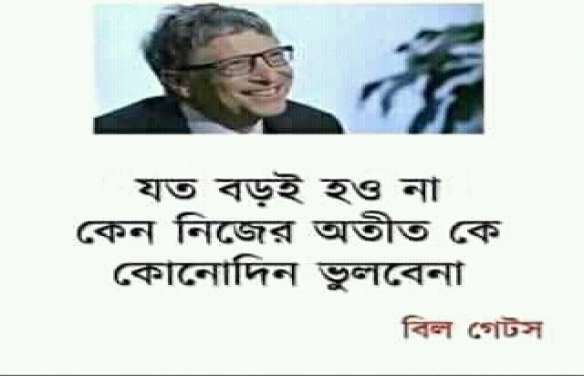 যত বড়ই হও না
কেন নিজের অতীত কে
কোনোদিন ভুলবেনা
বিল গেটস